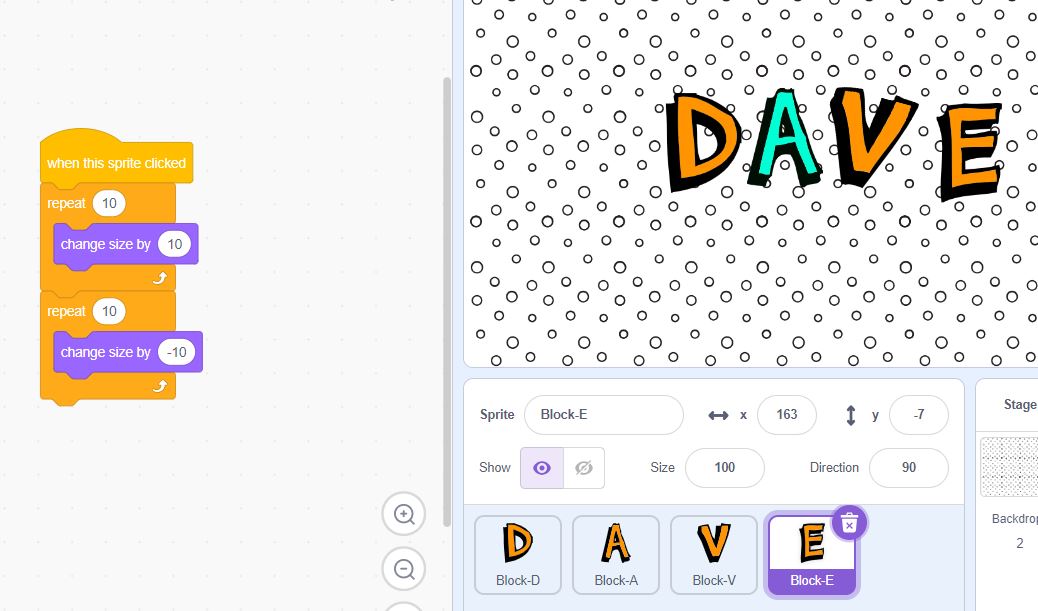 when this sprite clicked
repeat 10
change size by 10
repeat 10
change size by -10
DAVE
Sprite Block-E x 163 y -7
Show Size 100 Direction 90
D A V E
Block-D Block-A Block-V Block-E
Stage
2